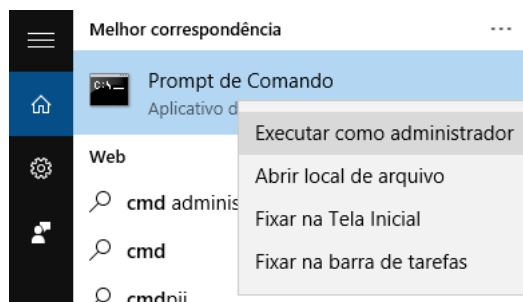 Melhor correspondência
Prompt de Comando
Aplicativo d
Executar como administrador
Web
Abrir local de arquivo
cmd adminis
Fixar na Tela Inicial
cmd
Fixar na barra de tarefas